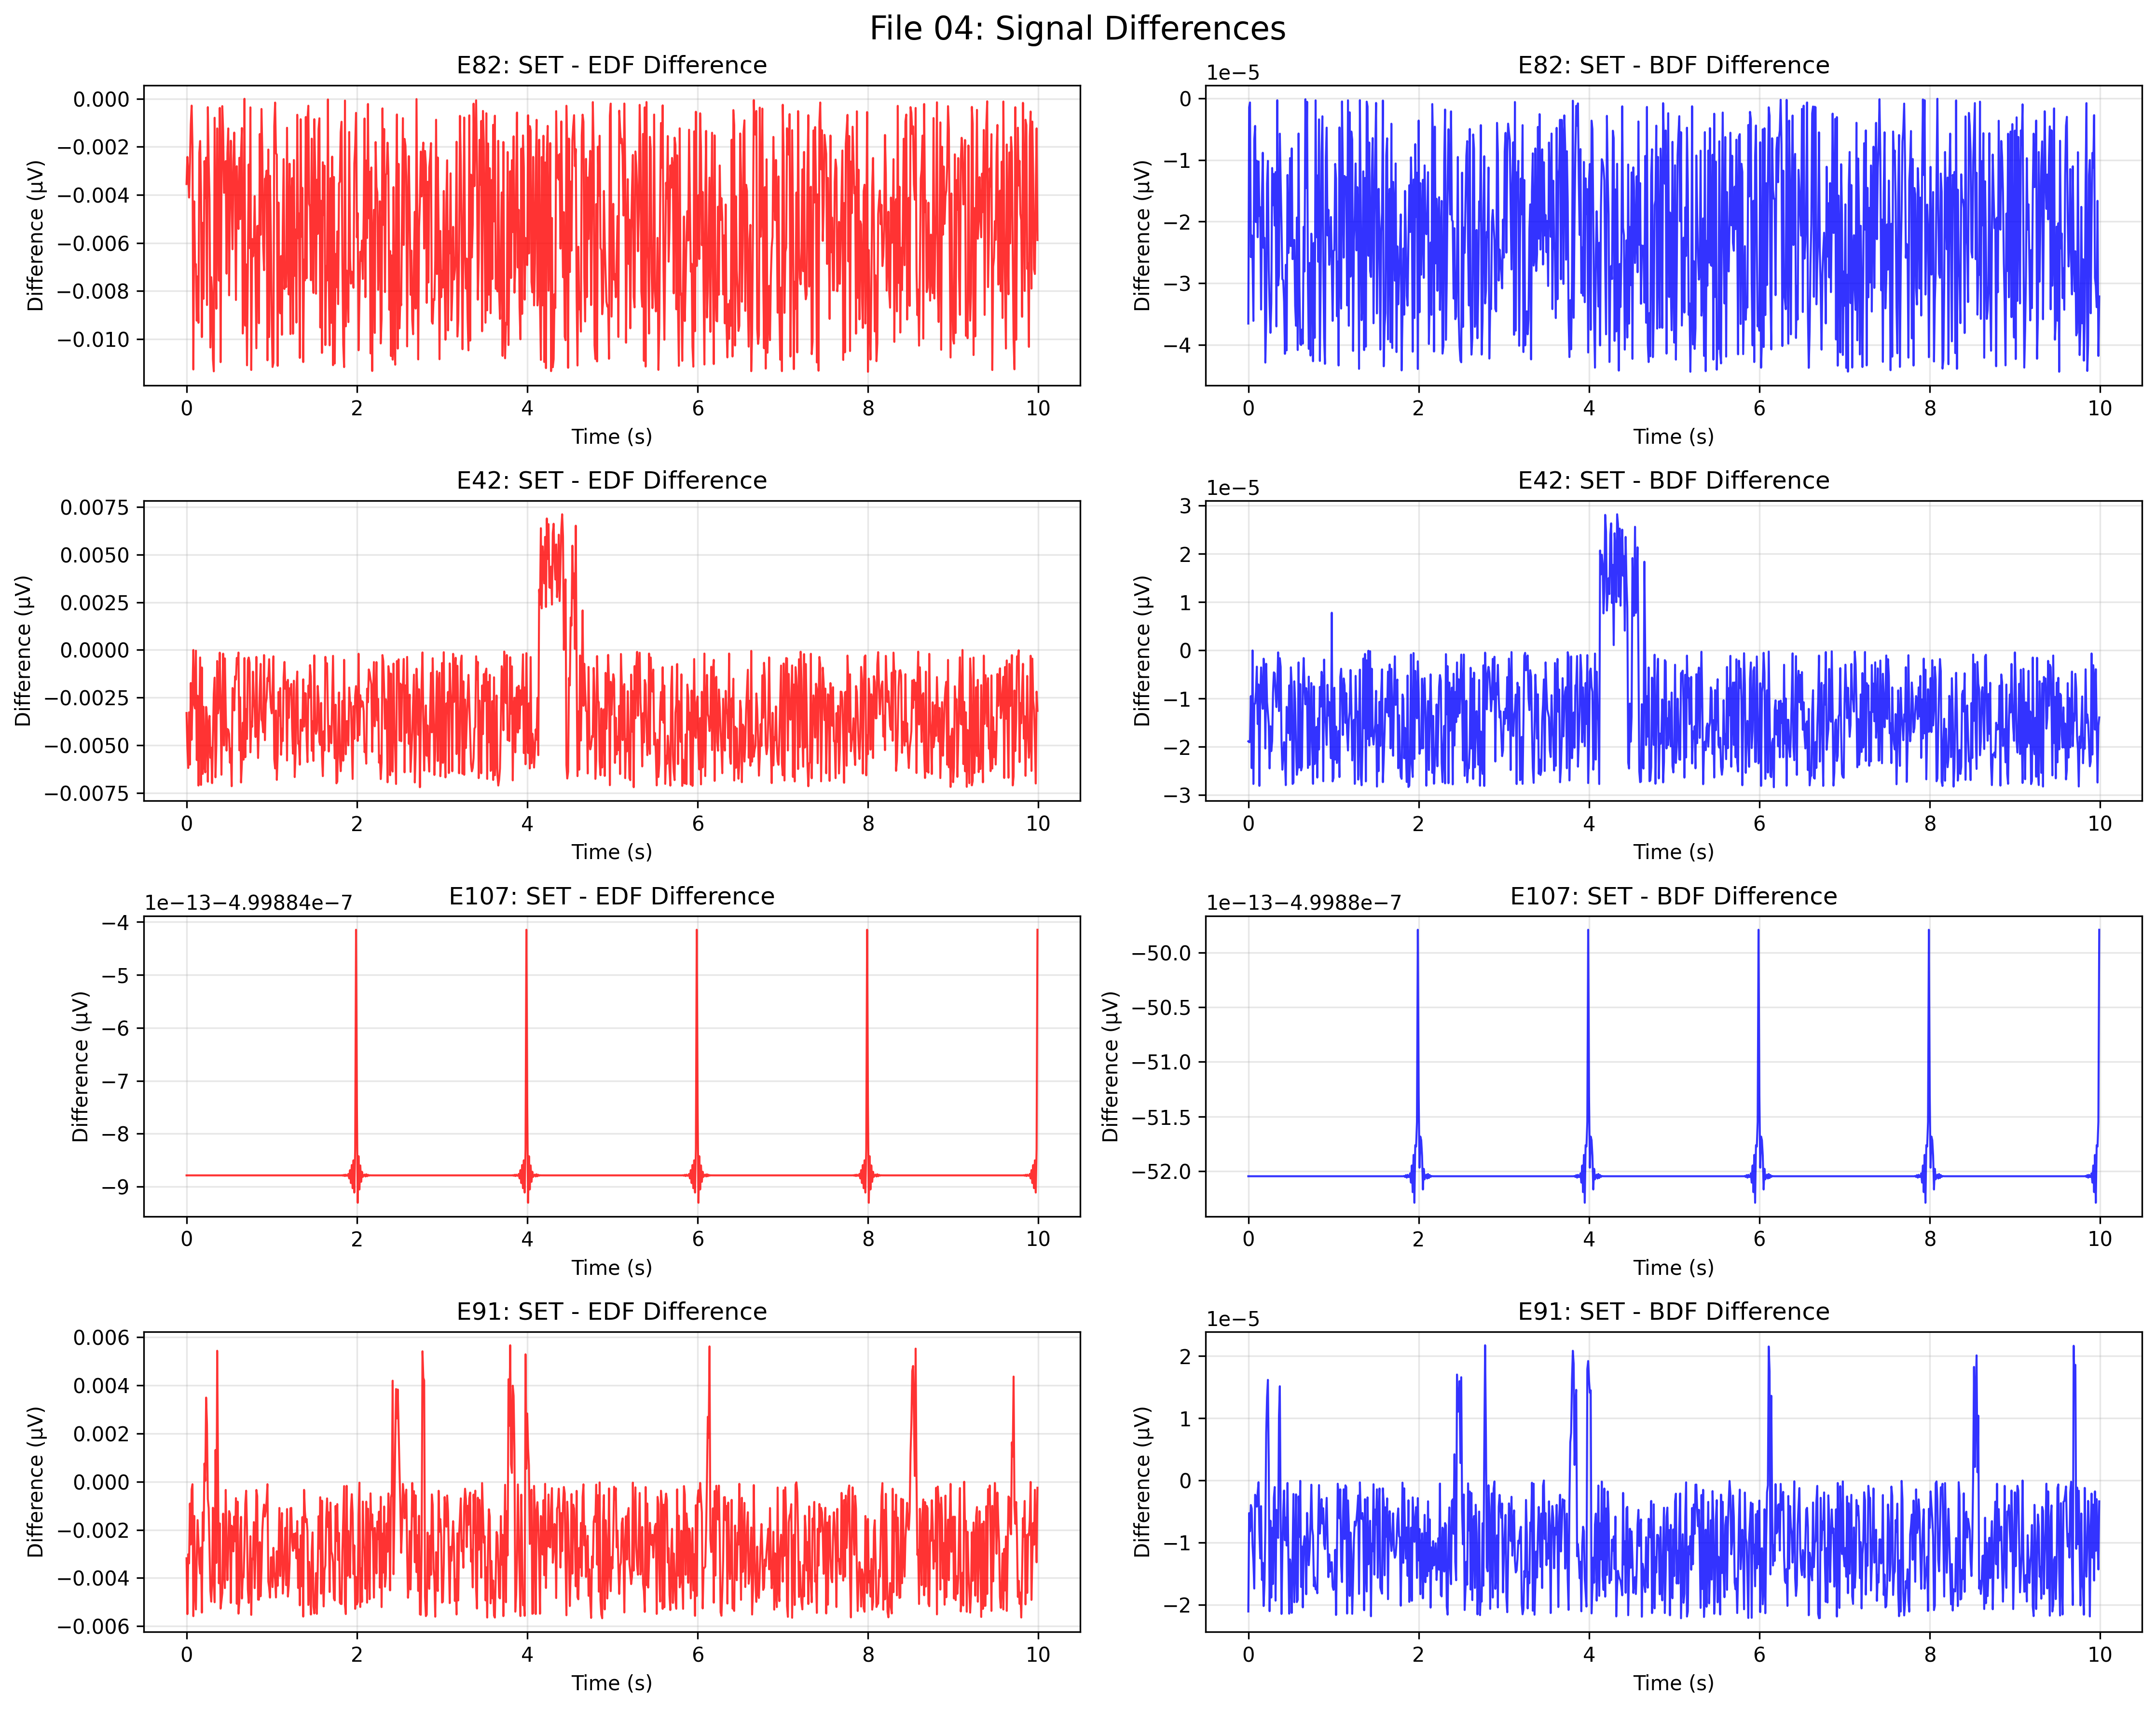 File 04: Signal Differences
E82: SET - EDF Difference
0.000
−0.002
−0.004
−0.006
−0.008
−0.010
Difference (µV)
0 2 4 6 8 10
Time (s)
E82: SET - BDF Difference
1e−5
0
−1
−2
−3
−4
Difference (µV)
0 2 4 6 8 10
Time (s)
E42: SET - EDF Difference
0.0075
0.0050
0.0025
0.0000
−0.0025
−0.0050
−0.0075
Difference (µV)
0 2 4 6 8 10
Time (s)
E42: SET - BDF Difference
1e−5
3
2
1
0
−1
−2
−3
Difference (µV)
0 2 4 6 8 10
Time (s)
E107: SET - EDF Difference
1e−13−4.99884e−7
−4
−5
−6
−7
−8
−9
Difference (µV)
0 2 4 6 8 10
Time (s)
E107: SET - BDF Difference
1e−13−4.9988e−7
−50.0
−50.5
−51.0
−51.5
−52.0
Difference (µV)
0 2 4 6 8 10
Time (s)
E91: SET - EDF Difference
0.006
0.004
0.002
0.000
−0.002
−0.004
−0.006
Difference (µV)
0 2 4 6 8 10
Time (s)
E91: SET - BDF Difference
1e−5
2
1
0
−1
−2
Difference (µV)
0 2 4 6 8 10
Time (s)